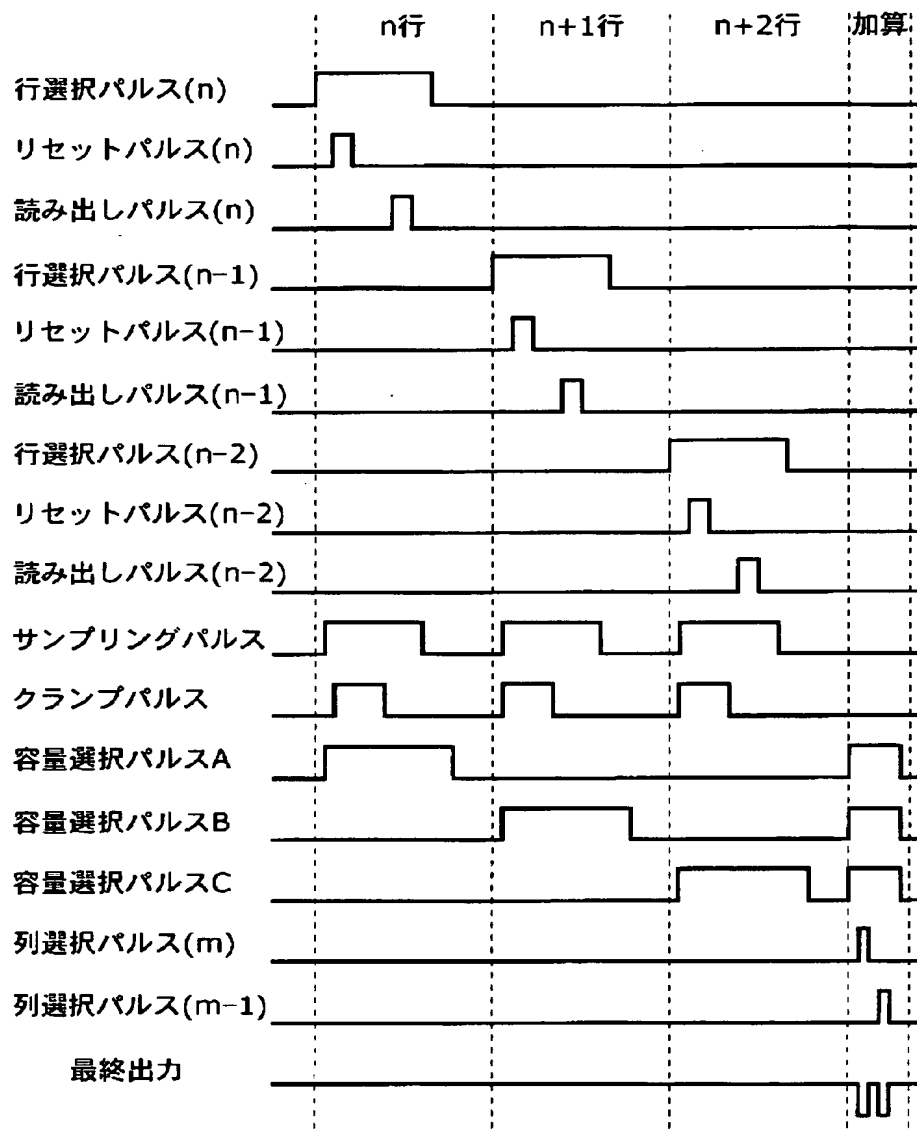 n行 n+1行 n+2行 加算
行選択パルス(n)
リセットパルス(n)
読み出しパルス(n)
行選択パルス(n-1)
リセットパルス(n-1)
読み出しパルス(n-1)
行選択パルス(n-2)
リセットパルス(n-2)
読み出しパルス(n-2)
サンプリングパルス
クランプパルス
容量選択パルスA
容量選択パルスB
容量選択パルスC
列選択パルス(m)
列選択パルス(m-1)
最終出力